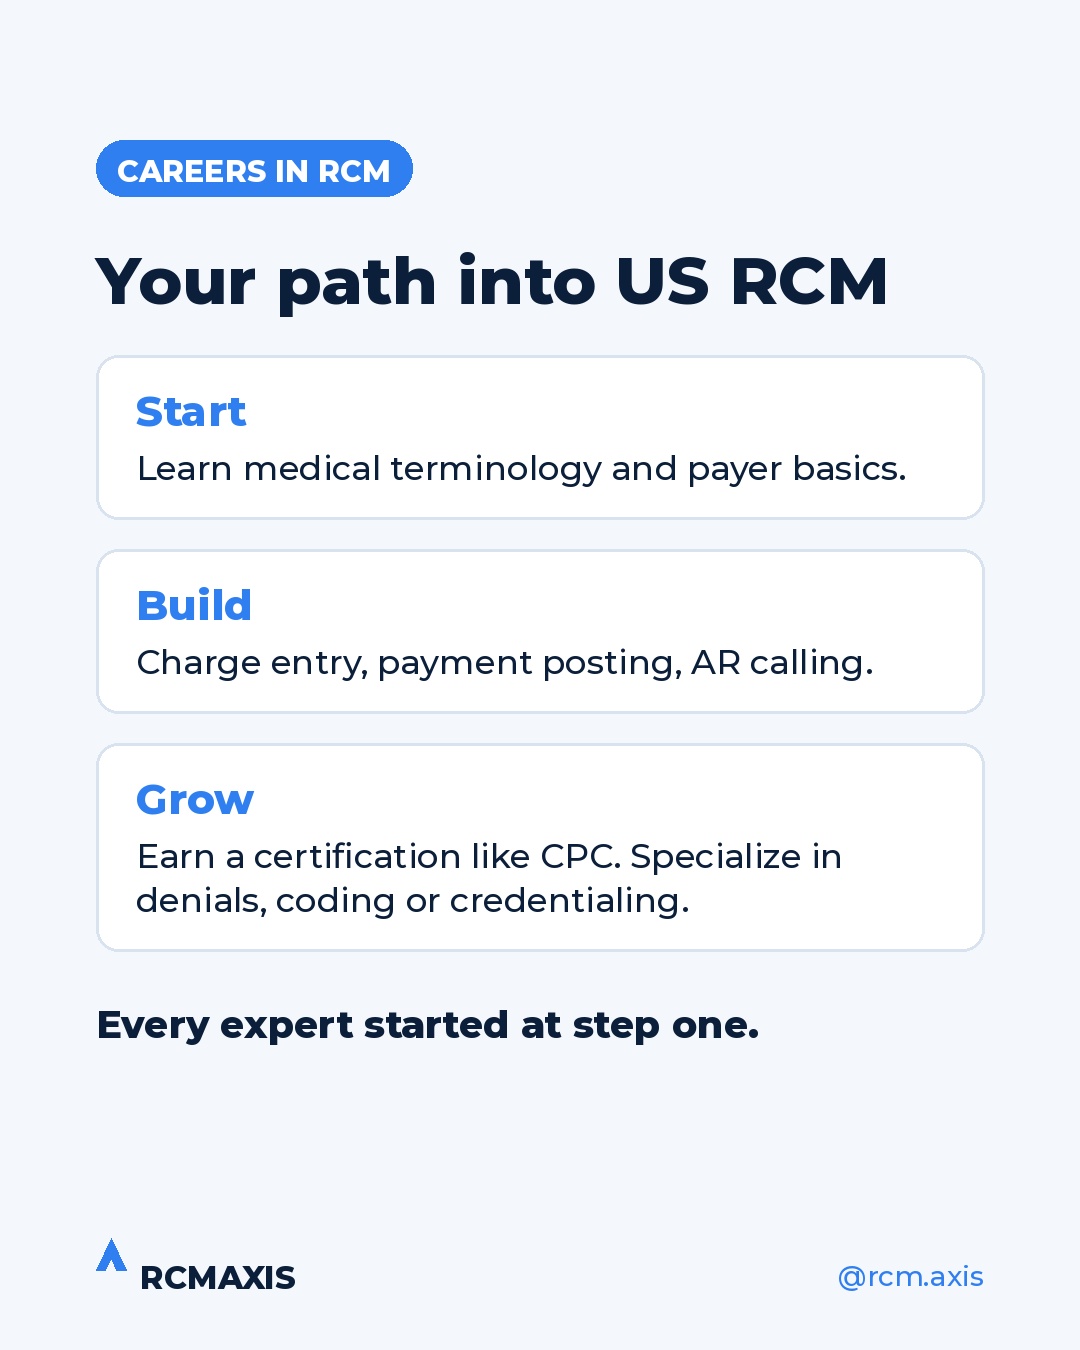 CAREERS IN RCM
Your path into US RCM
Start
Learn medical terminology and payer basics.
Build
Charge entry, payment posting, AR calling.
Grow
Earn a certification like CPC. Specialize in
denials, coding or credentialing.
Every expert started at step one.
RCMAXIS
@rcm.axis